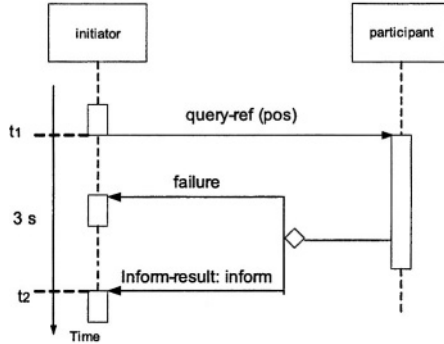 initiator
participant
query-ref (pos)
t1
failure
3 s
Inform-result: inform
t2
Time